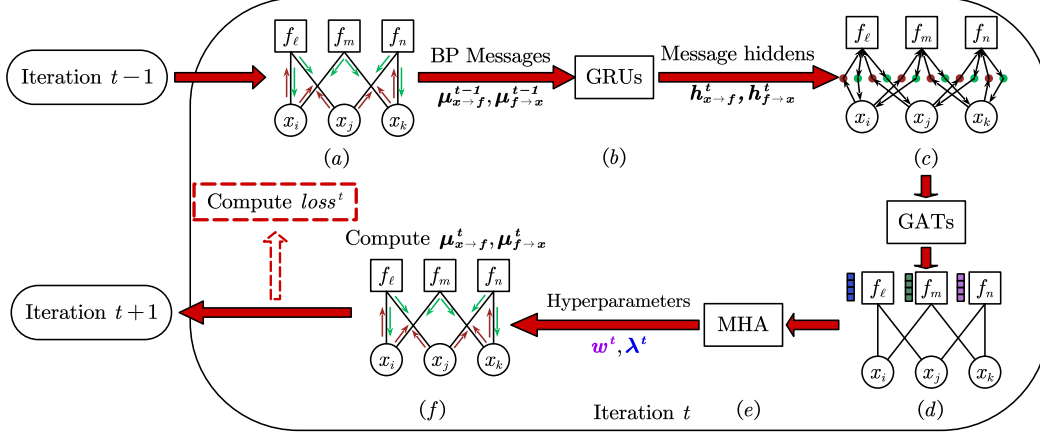 Iteration t−1
f_ℓ f_m f_n
x_i x_j x_k
(a)
BP Messages
μ^{t-1}_{x→f}, μ^{t-1}_{f→x}
GRUs
(b)
Message hiddens
h^t_{x→f}, h^t_{f→x}
f_ℓ f_m f_n
x_i x_j x_k
(c)
GATs
f_ℓ f_m f_n
x_i x_j x_k
(d)
MHA
(e)
Hyperparameters
w^t, λ^t
Compute μ^t_{x→f}, μ^t_{f→x}
f_ℓ f_m f_n
x_i x_j x_k
(f)
Compute loss^t
Iteration t+1
Iteration t